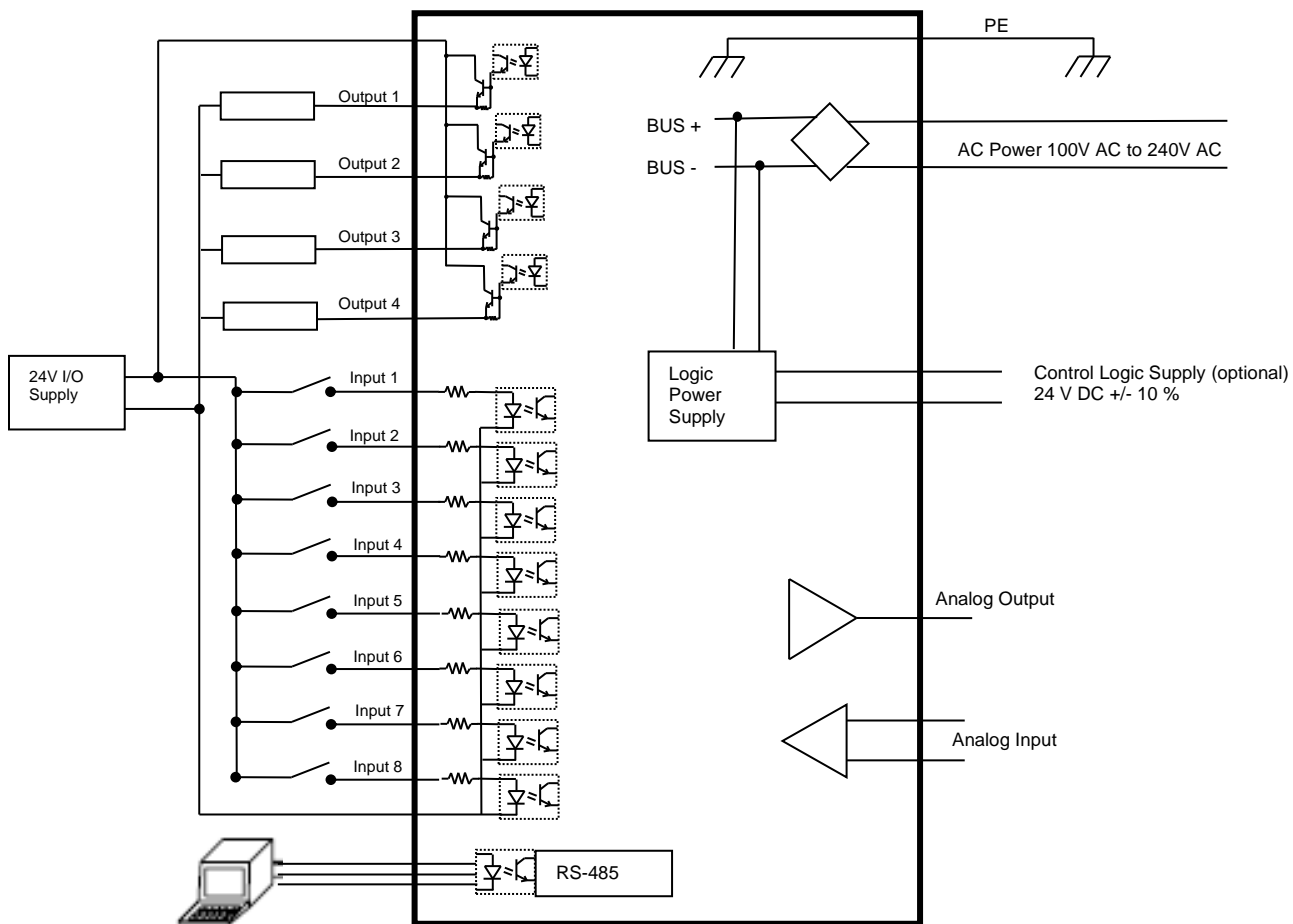 PE
Output 1
BUS +
Output 2
AC Power 100V AC to 240V AC
BUS -
Output 3
Output 4
24V I/O
Supply
Input 1
Logic
Power
Supply
Control Logic Supply (optional)
24 V DC +/- 10 %
Input 2
Input 3
Input 4
Input 5
Analog Output
Input 6
Input 7
Analog Input
Input 8
RS-485